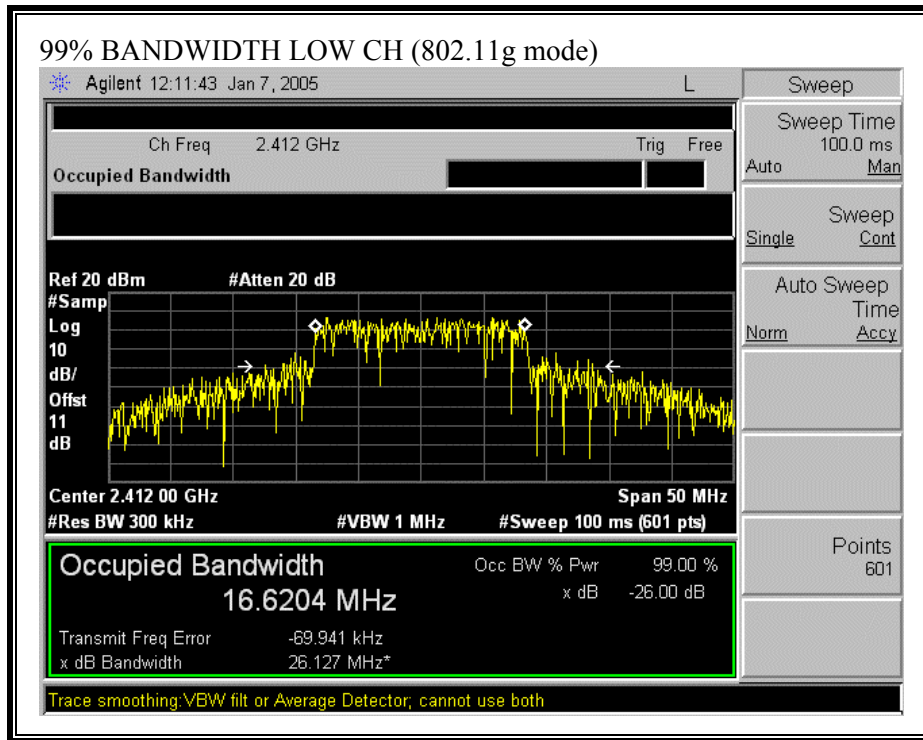 99% BANDWIDTH LOW CH (802.11g mode)
Agilent 12:11:43 Jan 7, 2005 L
Ch Freq 2.412 GHz Trig Free
Occupied Bandwidth
Ref 20 dBm #Atten 20 dB
#Samp
Log
10
dB/
Offst
11
dB
Center 2.412 00 GHz Span 50 MHz
#Res BW 300 kHz #VBW 1 MHz #Sweep 100 ms (601 pts)
Occupied Bandwidth Occ BW % Pwr 99.00 %
16.6204 MHz x dB -26.00 dB
Transmit Freq Error -69.941 kHz
x dB Bandwidth 26.127 MHz*
Trace smoothing:VBW filt or Average Detector; cannot use both
Sweep
Sweep Time
100.0 ms
Auto Man
Sweep
Single Cont
Auto Sweep
Time
Norm Accy
Points
601